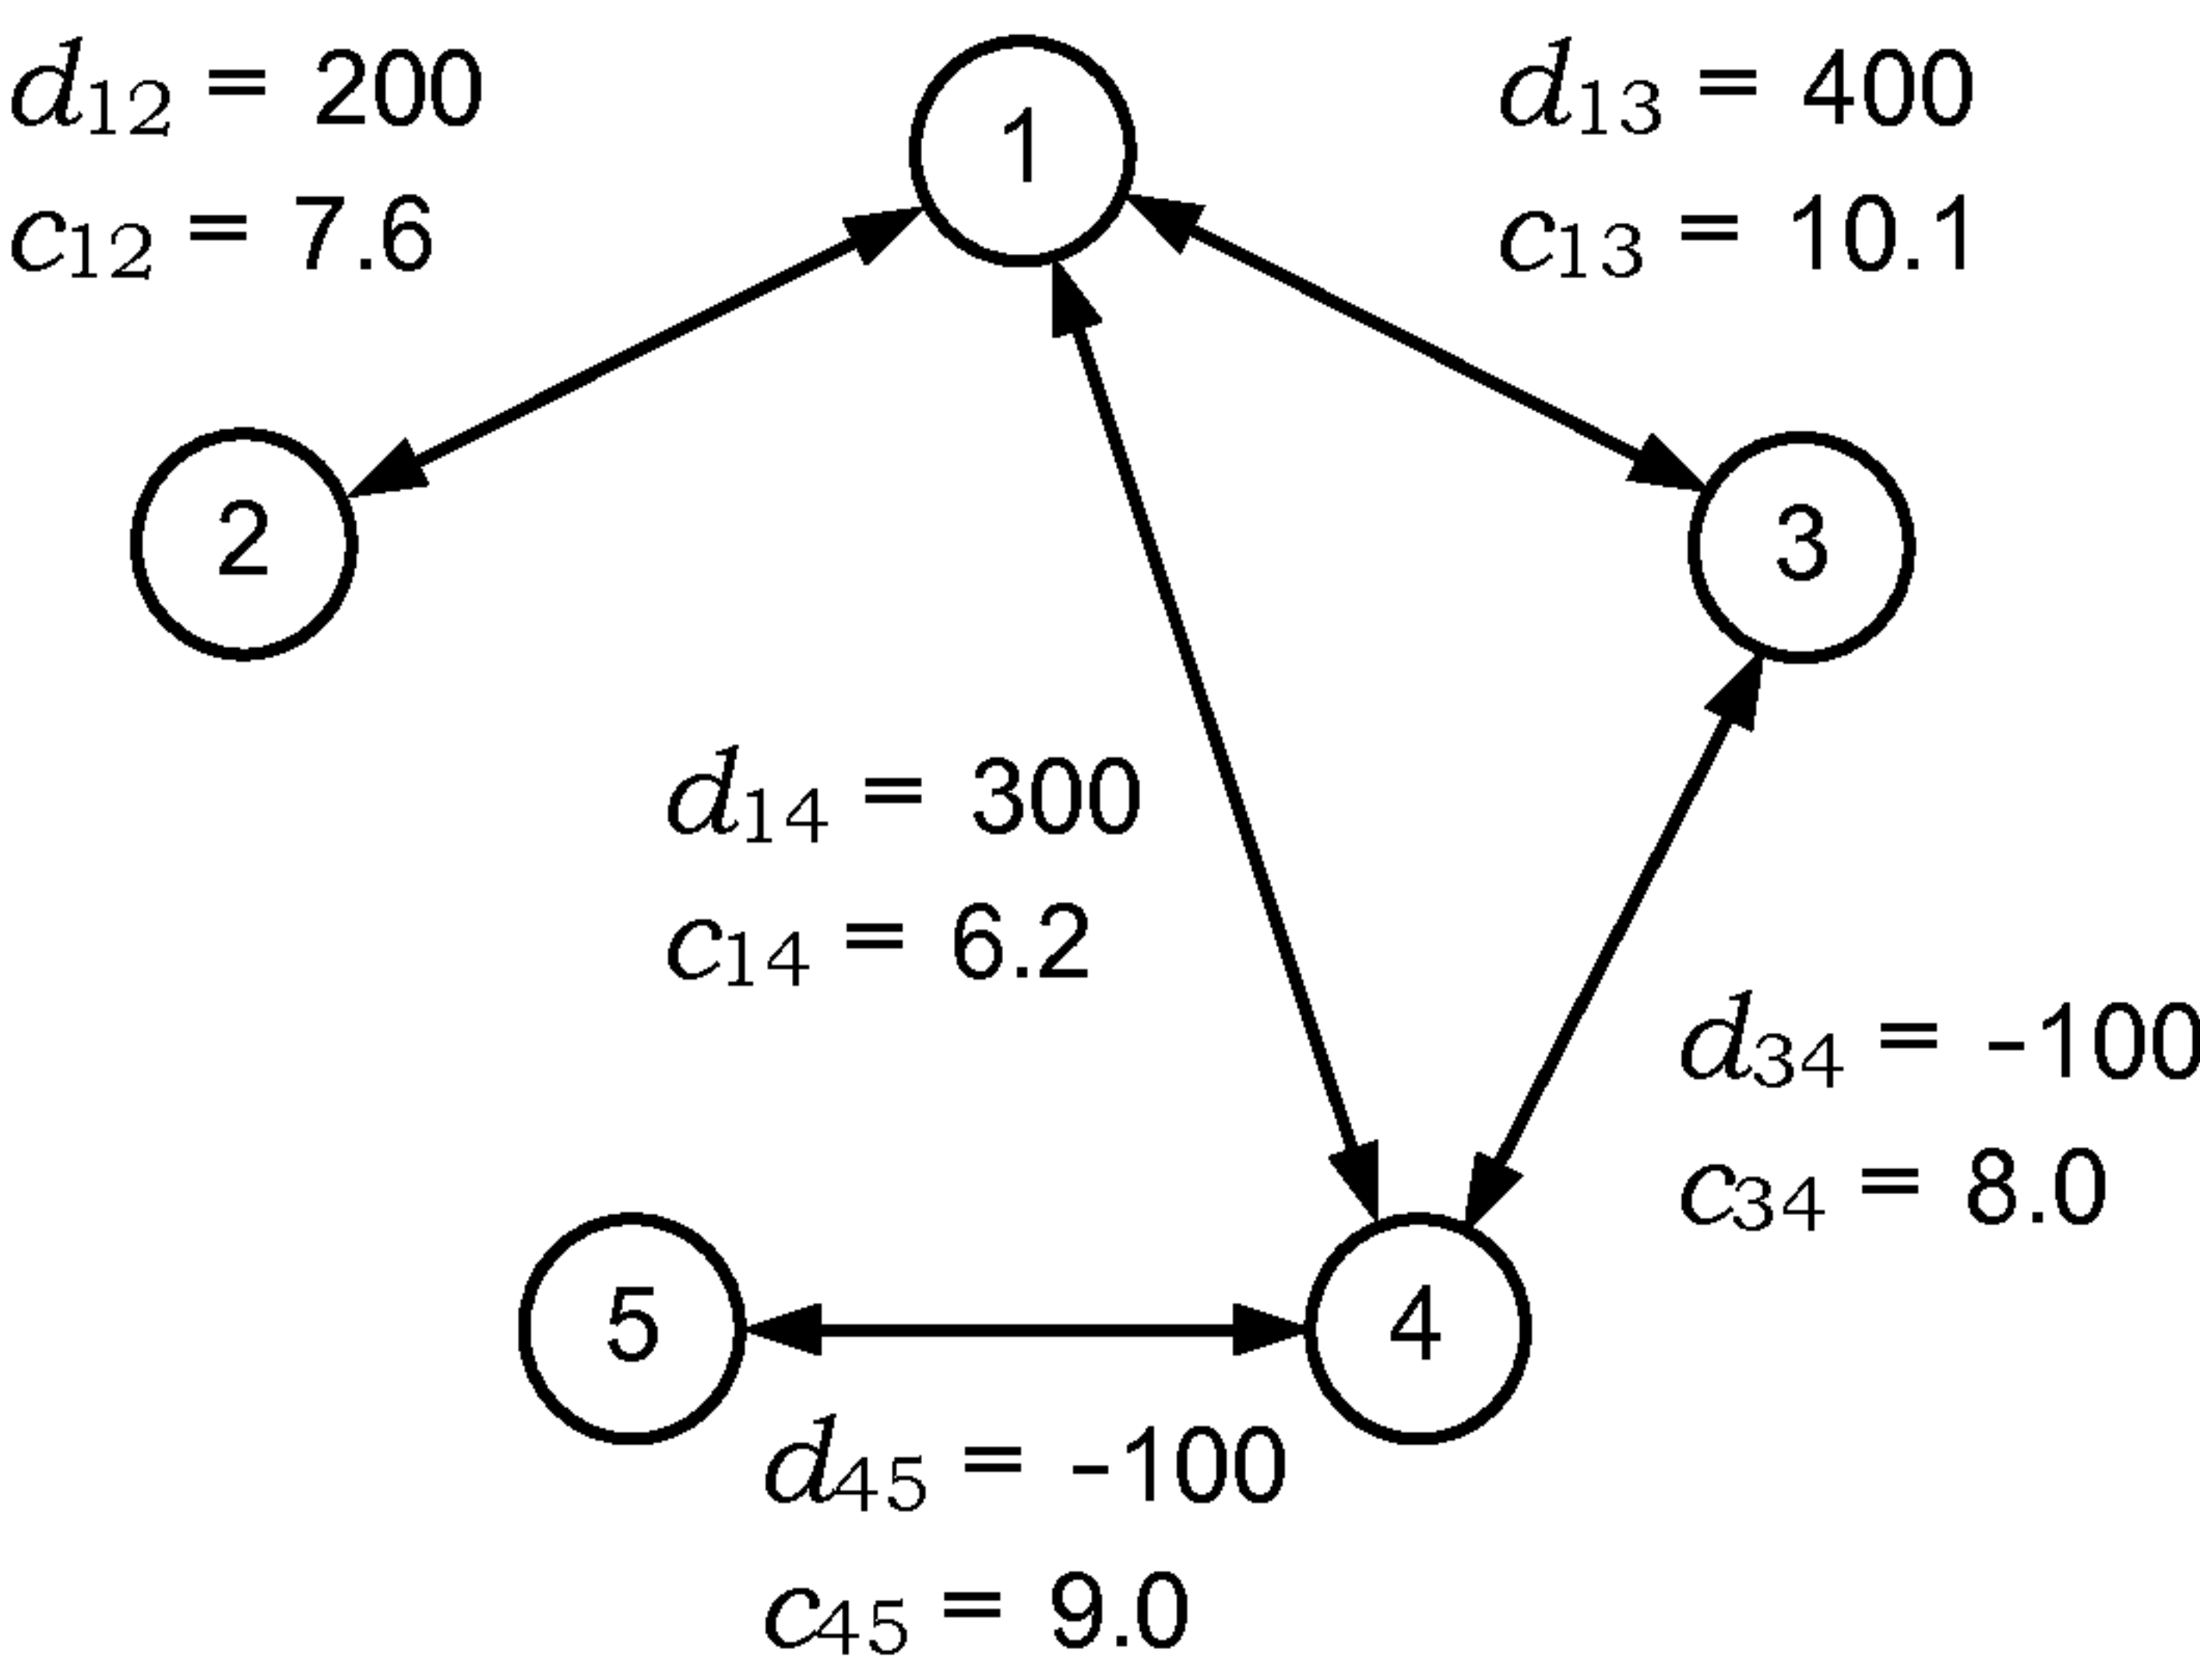 d12 = 200
c12 = 7.6
1
d13 = 400
c13 = 10.1
2
3
d14 = 300
c14 = 6.2
d34 = -100
c34 = 8.0
5
4
d45 = -100
c45 = 9.0